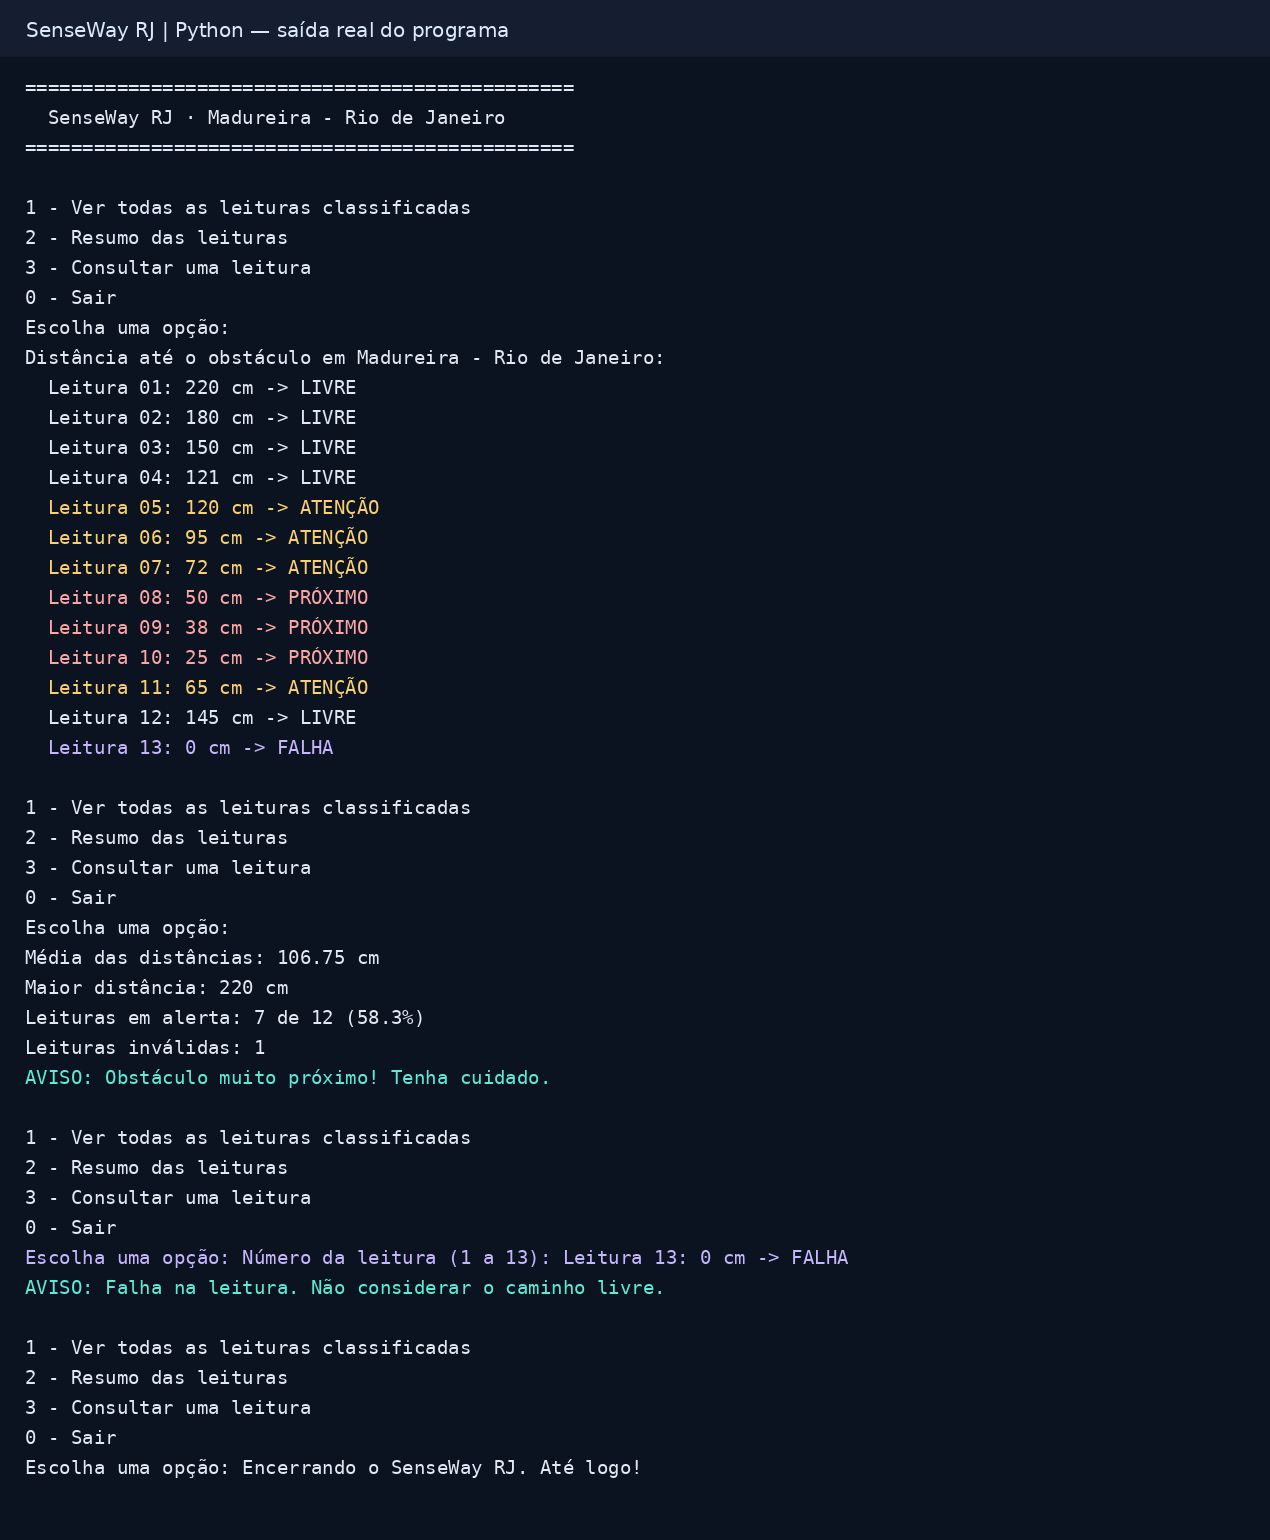 SenseWay RJ | Python — saída real do programa
================================================
SenseWay RJ · Madureira - Rio de Janeiro
================================================
1 - Ver todas as leituras classificadas
2 - Resumo das leituras
3 - Consultar uma leitura
0 - Sair
Escolha uma opção:
Distância até o obstáculo em Madureira - Rio de Janeiro:
Leitura 01: 220 cm -> LIVRE
Leitura 02: 180 cm -> LIVRE
Leitura 03: 150 cm -> LIVRE
Leitura 04: 121 cm -> LIVRE
Leitura 05: 120 cm -> ATENÇÃO
Leitura 06: 95 cm -> ATENÇÃO
Leitura 07: 72 cm -> ATENÇÃO
Leitura 08: 50 cm -> PRÓXIMO
Leitura 09: 38 cm -> PRÓXIMO
Leitura 10: 25 cm -> PRÓXIMO
Leitura 11: 65 cm -> ATENÇÃO
Leitura 12: 145 cm -> LIVRE
Leitura 13: 0 cm -> FALHA
1 - Ver todas as leituras classificadas
2 - Resumo das leituras
3 - Consultar uma leitura
0 - Sair
Escolha uma opção:
Média das distâncias: 106.75 cm
Maior distância: 220 cm
Leituras em alerta: 7 de 12 (58.3%)
Leituras inválidas: 1
AVISO: Obstáculo muito próximo! Tenha cuidado.
1 - Ver todas as leituras classificadas
2 - Resumo das leituras
3 - Consultar uma leitura
0 - Sair
Escolha uma opção: Número da leitura (1 a 13): Leitura 13: 0 cm -> FALHA
AVISO: Falha na leitura. Não considerar o caminho livre.
1 - Ver todas as leituras classificadas
2 - Resumo das leituras
3 - Consultar uma leitura
0 - Sair
Escolha uma opção: Encerrando o SenseWay RJ. Até logo!